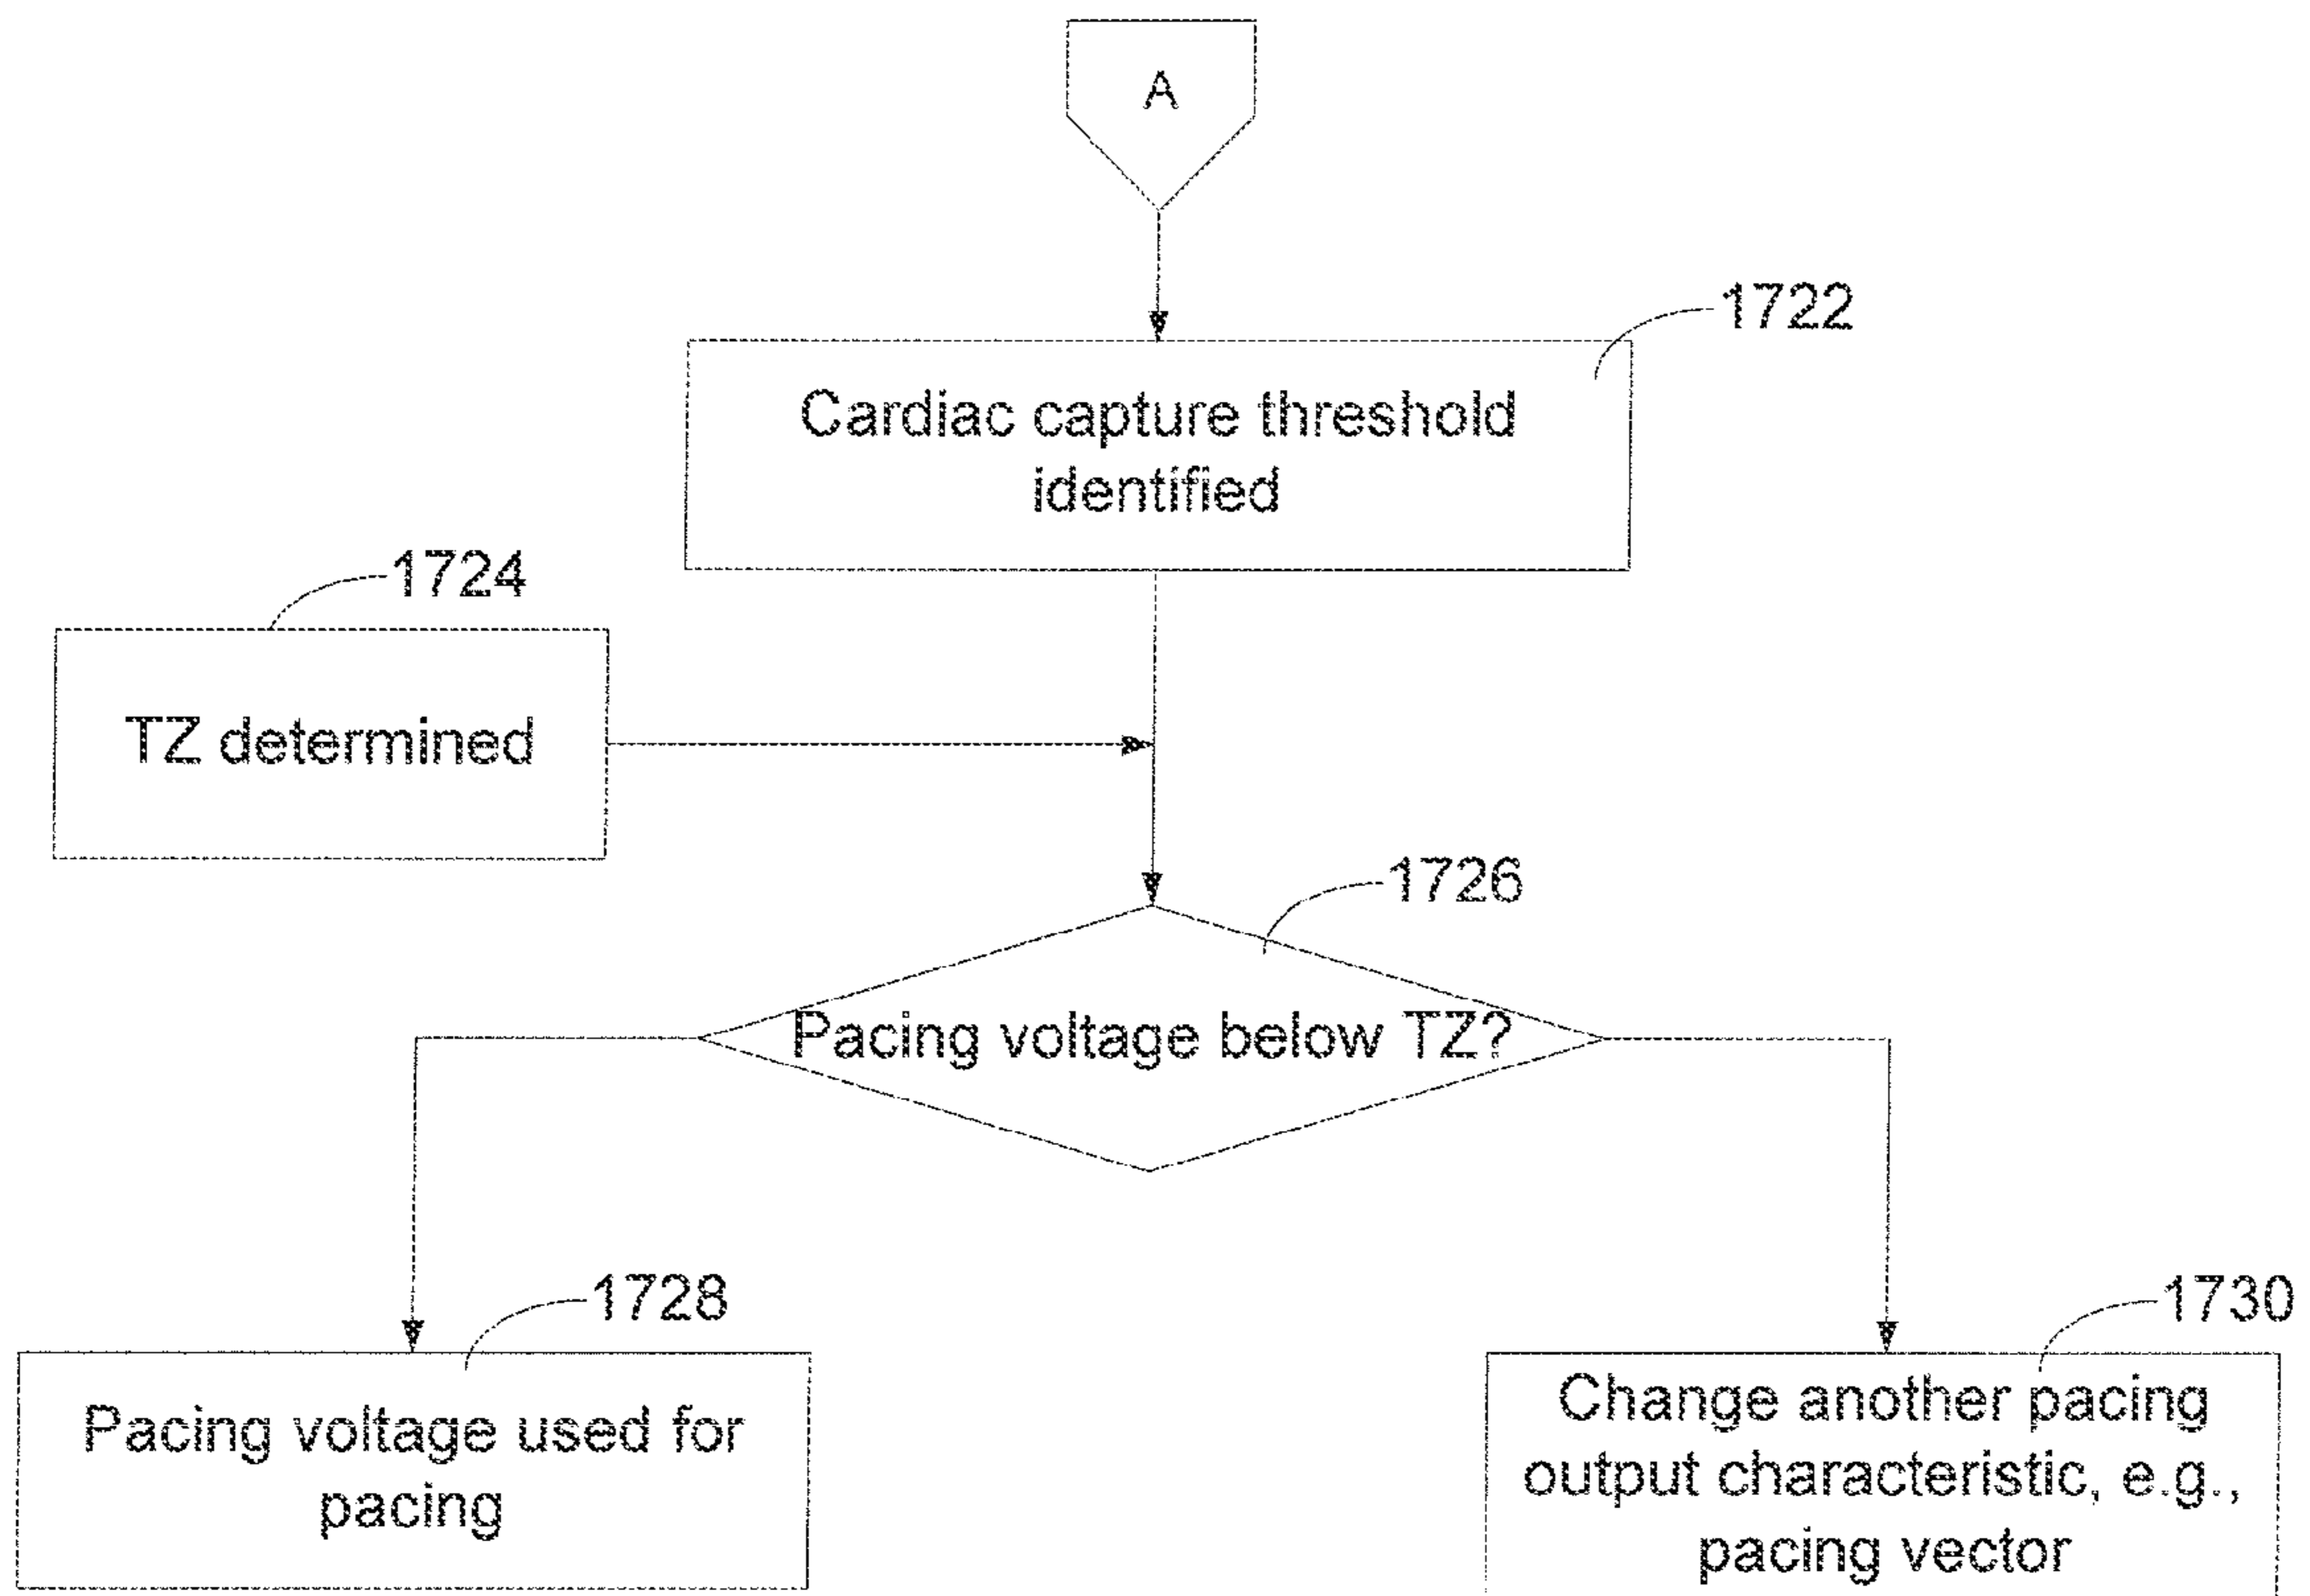 A
1722
Cardiac capture threshold
identified
1724
TZ determined
1726
Pacing voltage below TZ?
1728
Pacing voltage used for
pacing
1730
Change another pacing
output characteristic, e.g.,
pacing vector